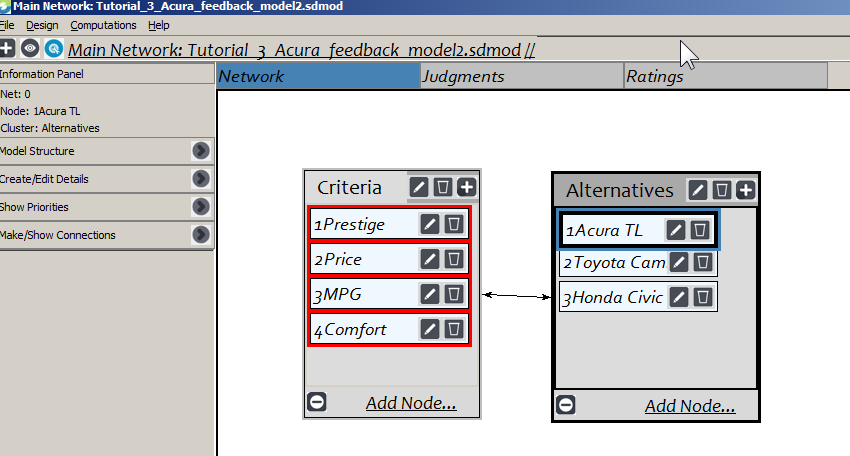 Main Network: Tutorial_3_Acura_feedback_model2.sdmod
File Design Computations Help
Main Network: Tutorial_3_Acura_feedback_model2.sdmod //
Information Panel
Net: 0
Node: 1Acura TL
Cluster: Alternatives
Model Structure
Create/Edit Details
Show Priorities
Make/Show Connections
Network Judgments Ratings
Criteria
1Prestige
2Price
3MPG
4Comfort
Add Node...
Alternatives
1Acura TL
2Toyota Cam
3Honda Civic
Add Node...